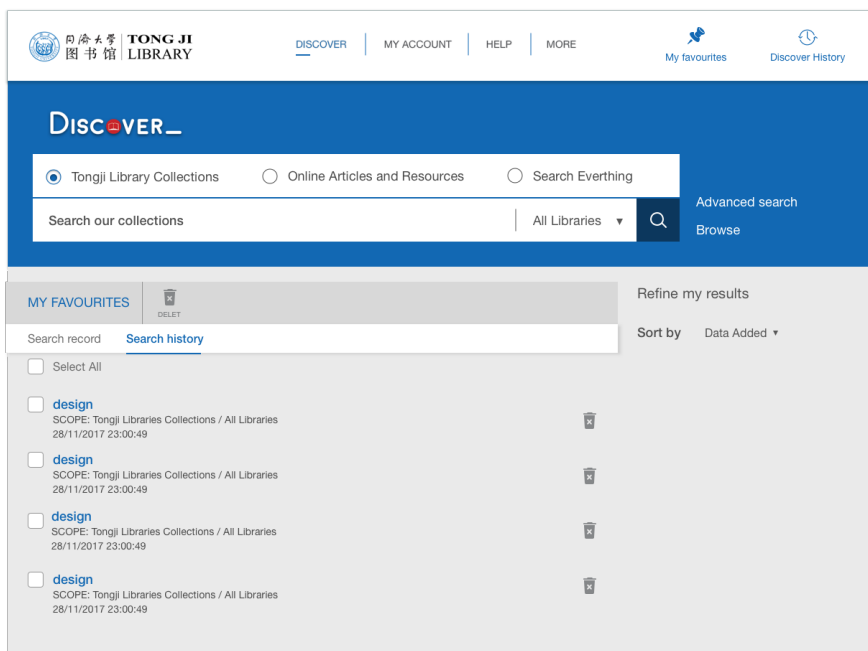 同济大学 TONG JI
图书馆 LIBRARY
DISCOVER MY ACCOUNT HELP MORE
My favourites Discover History
DISCOVER_
Tongji Library Collections Online Articles and Resources Search Everthing
Search our collections All Libraries
Advanced search
Browse
MY FAVOURITES DELET
Refine my results
Search record Search history
Sort by Data Added
Select All
design
SCOPE: Tongji Libraries Collections / All Libraries
28/11/2017 23:00:49
design
SCOPE: Tongji Libraries Collections / All Libraries
28/11/2017 23:00:49
design
SCOPE: Tongji Libraries Collections / All Libraries
28/11/2017 23:00:49
design
SCOPE: Tongji Libraries Collections / All Libraries
28/11/2017 23:00:49